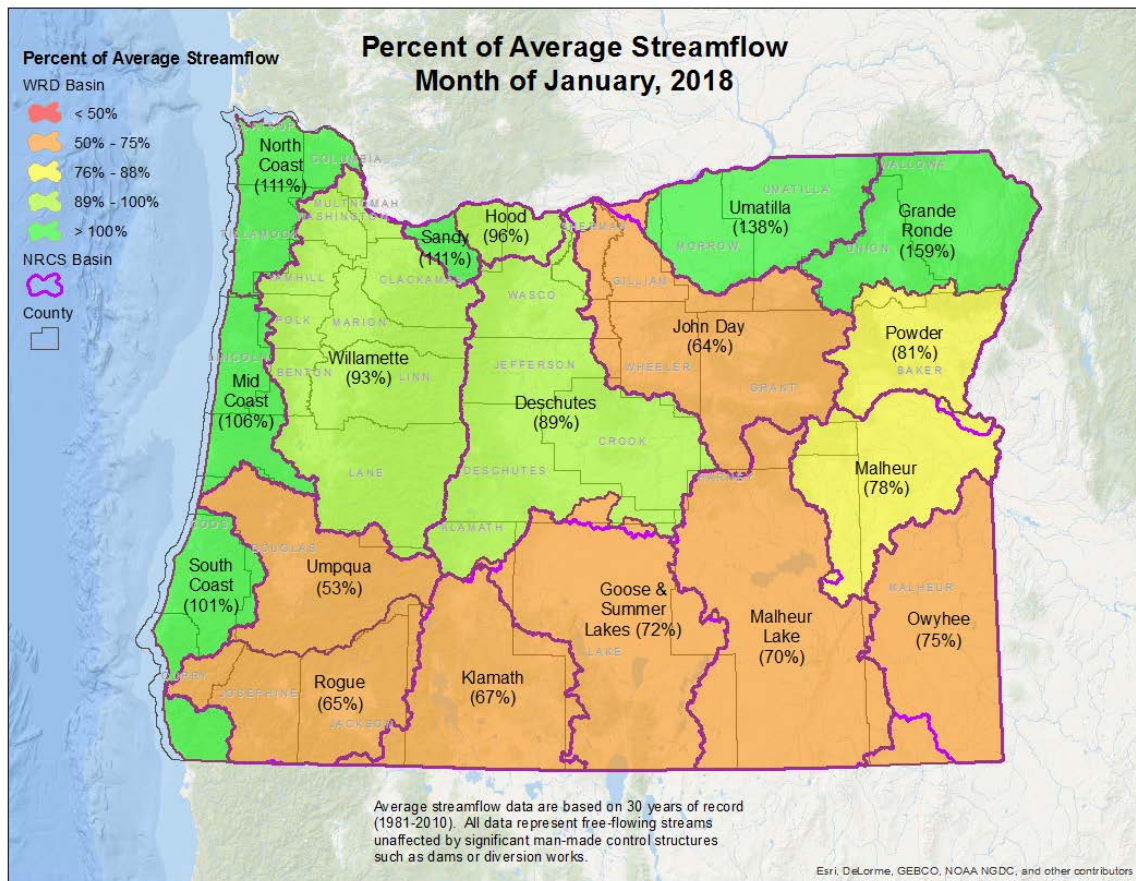 Percent of Average Streamflow
Month of January, 2018
Percent of Average Streamflow
WRD Basin
< 50%
50% - 75%
76% - 88%
89% - 100%
> 100%
NRCS Basin
County
North
Coast
(111%)
COLUMBIA
TILLAMOOK
MULTNOMAH
WASHINGTON
YAMHILL
CLACKAMAS
Sandy
(111%)
Hood
(96%)
SHERMAN
WASCO
GILLIAM
UMATILLA
Umatilla
(138%)
MORROW
WALLOWA
Grande
Ronde
(159%)
UNION
POLK
MARION
LINCOLN
BENTON
LINN
Willamette
(93%)
Mid
Coast
(106%)
LANE
JEFFERSON
Deschutes
(89%)
CROOK
DESCHUTES
KLAMATH
John Day
(64%)
WHEELER
GRANT
Powder
(81%)
BAKER
Malheur
(78%)
HARNEY
COOS
DOUGLAS
South
Coast
(101%)
Umpqua
(53%)
Goose &
Summer
Lakes (72%)
LAKE
Malheur
Lake
(70%)
MALHEUR
Owyhee
(75%)
CURRY
JOSEPHINE
Rogue
(65%)
JACKSON
Klamath
(67%)
Average streamflow data are based on 30 years of record
(1981-2010). All data represent free-flowing streams
unaffected by significant man-made control structures
such as dams or diversion works.
Esri, DeLorme, GEBCO, NOAA NGDC, and other contributors